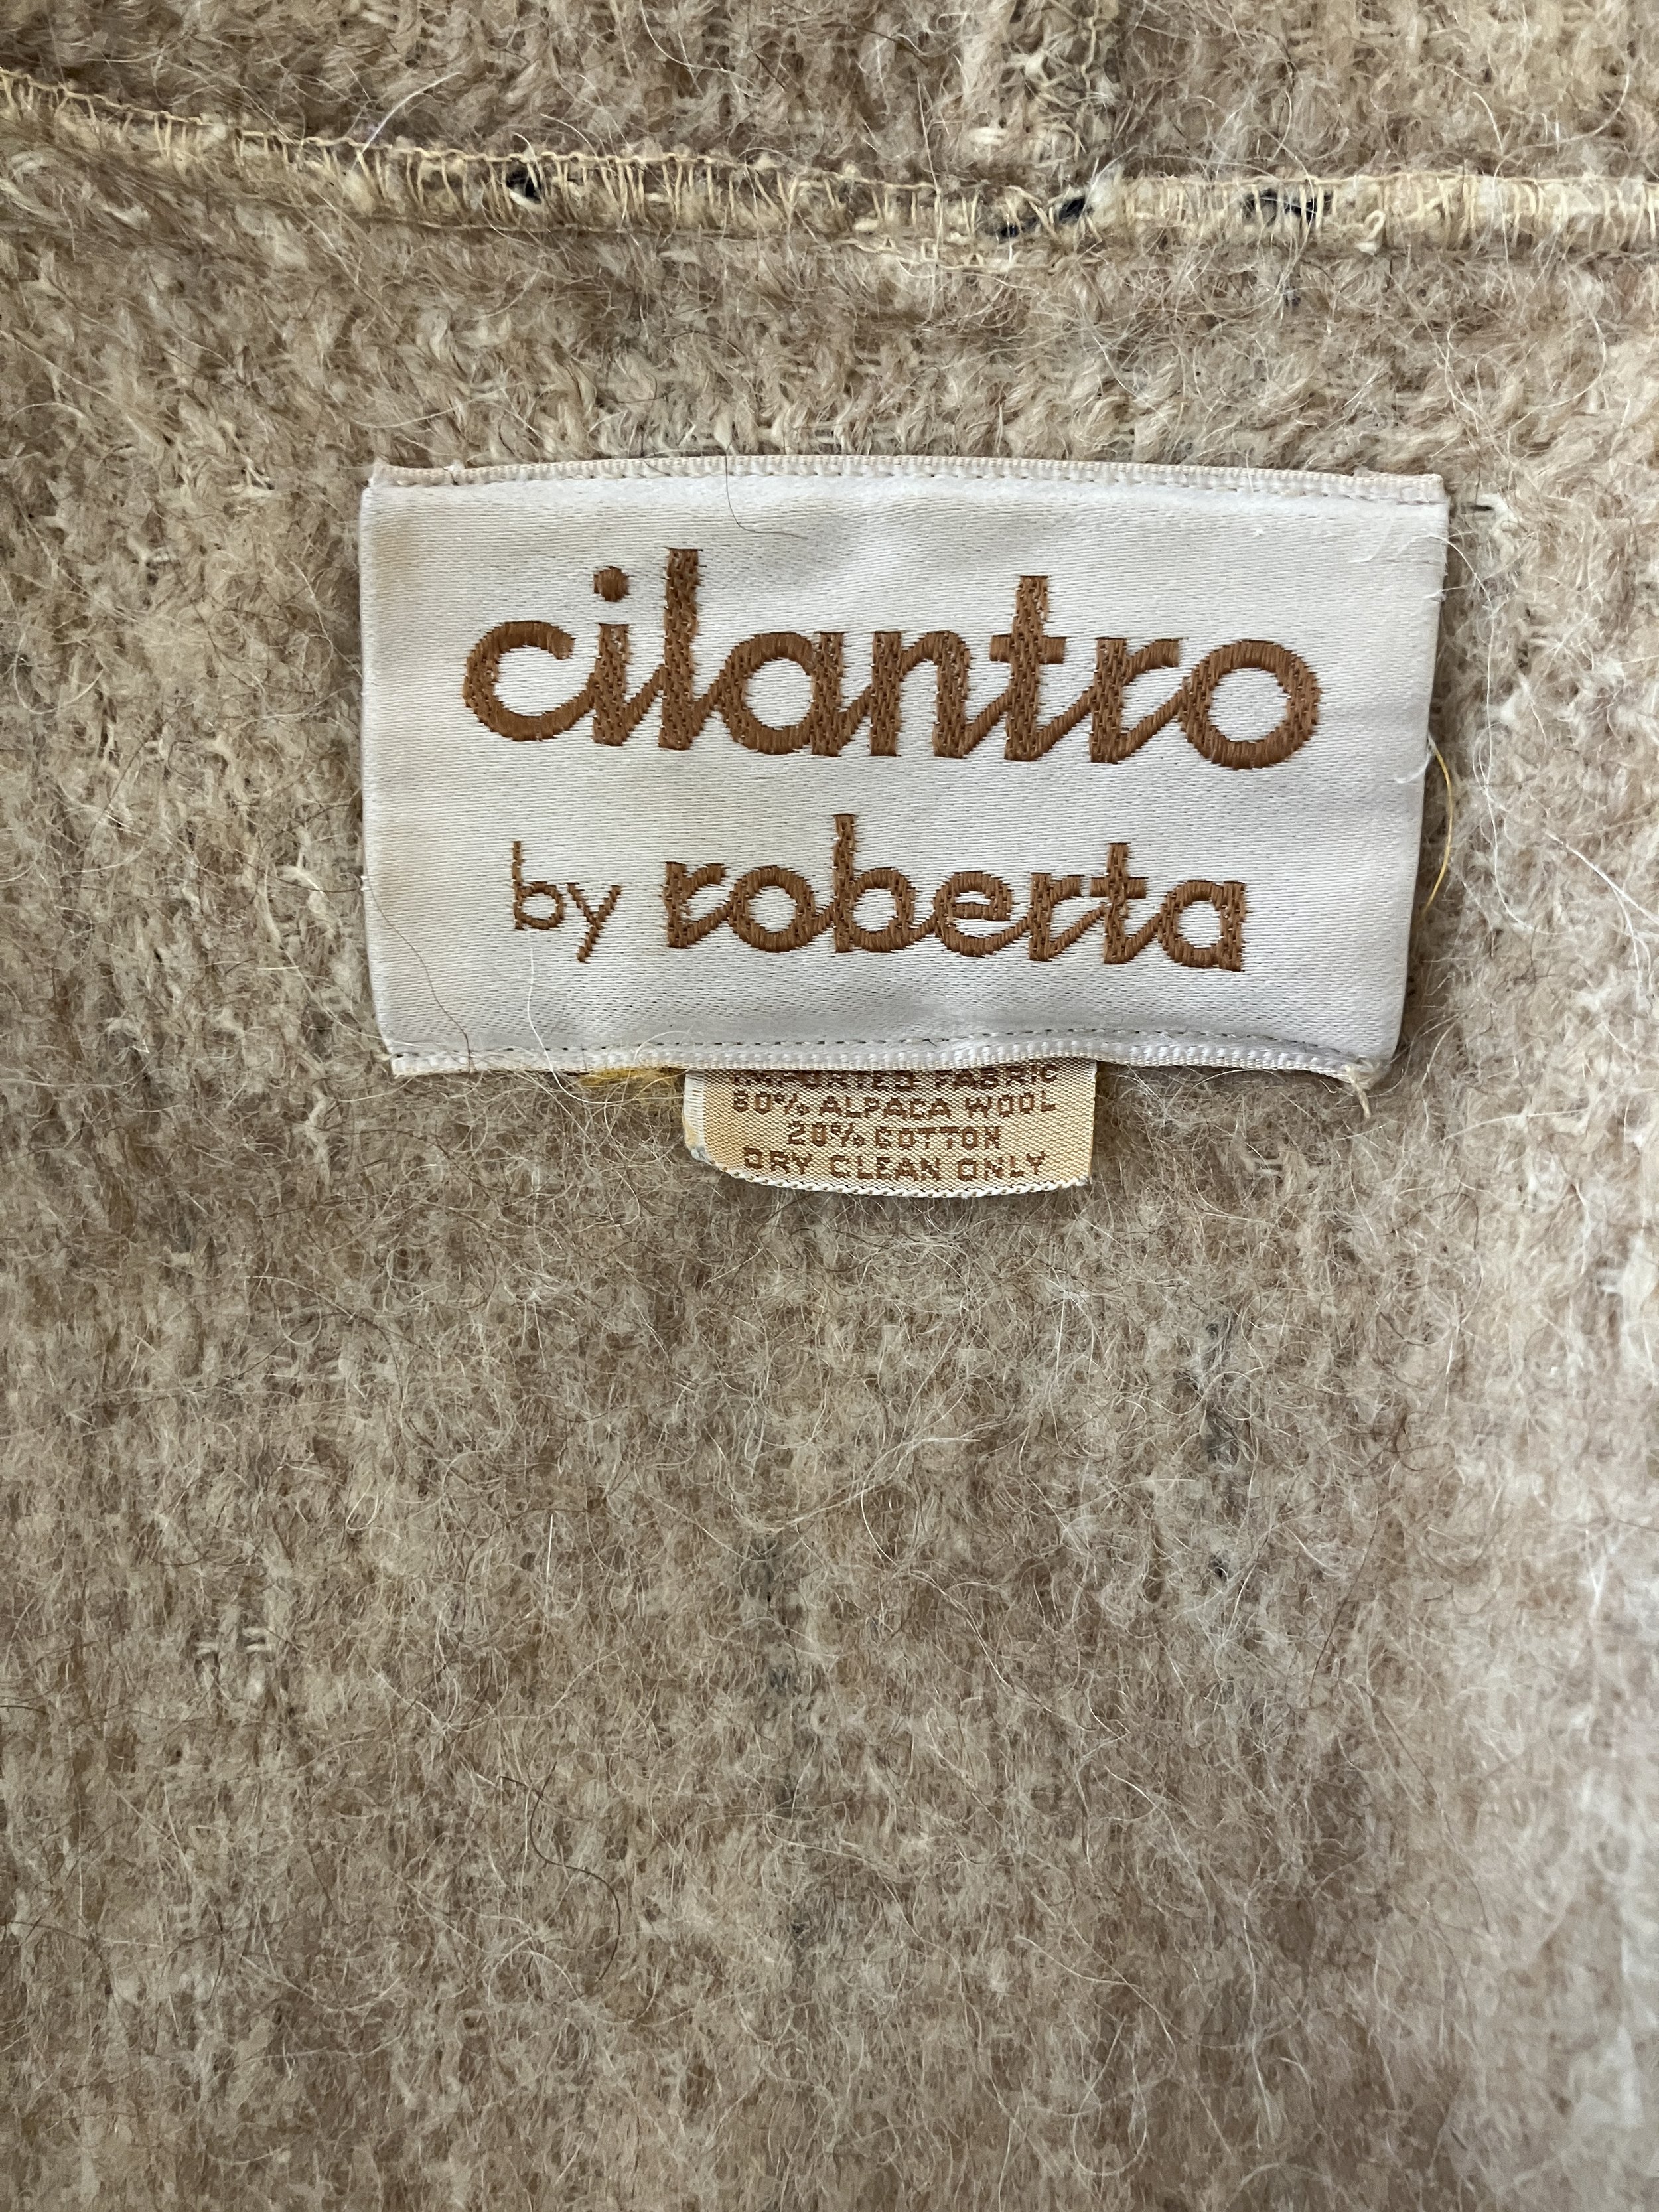 cilantro
by roberta
IMPORTED FABRIC
80% ALPACA WOOL
20% COTTON
DRY CLEAN ONLY